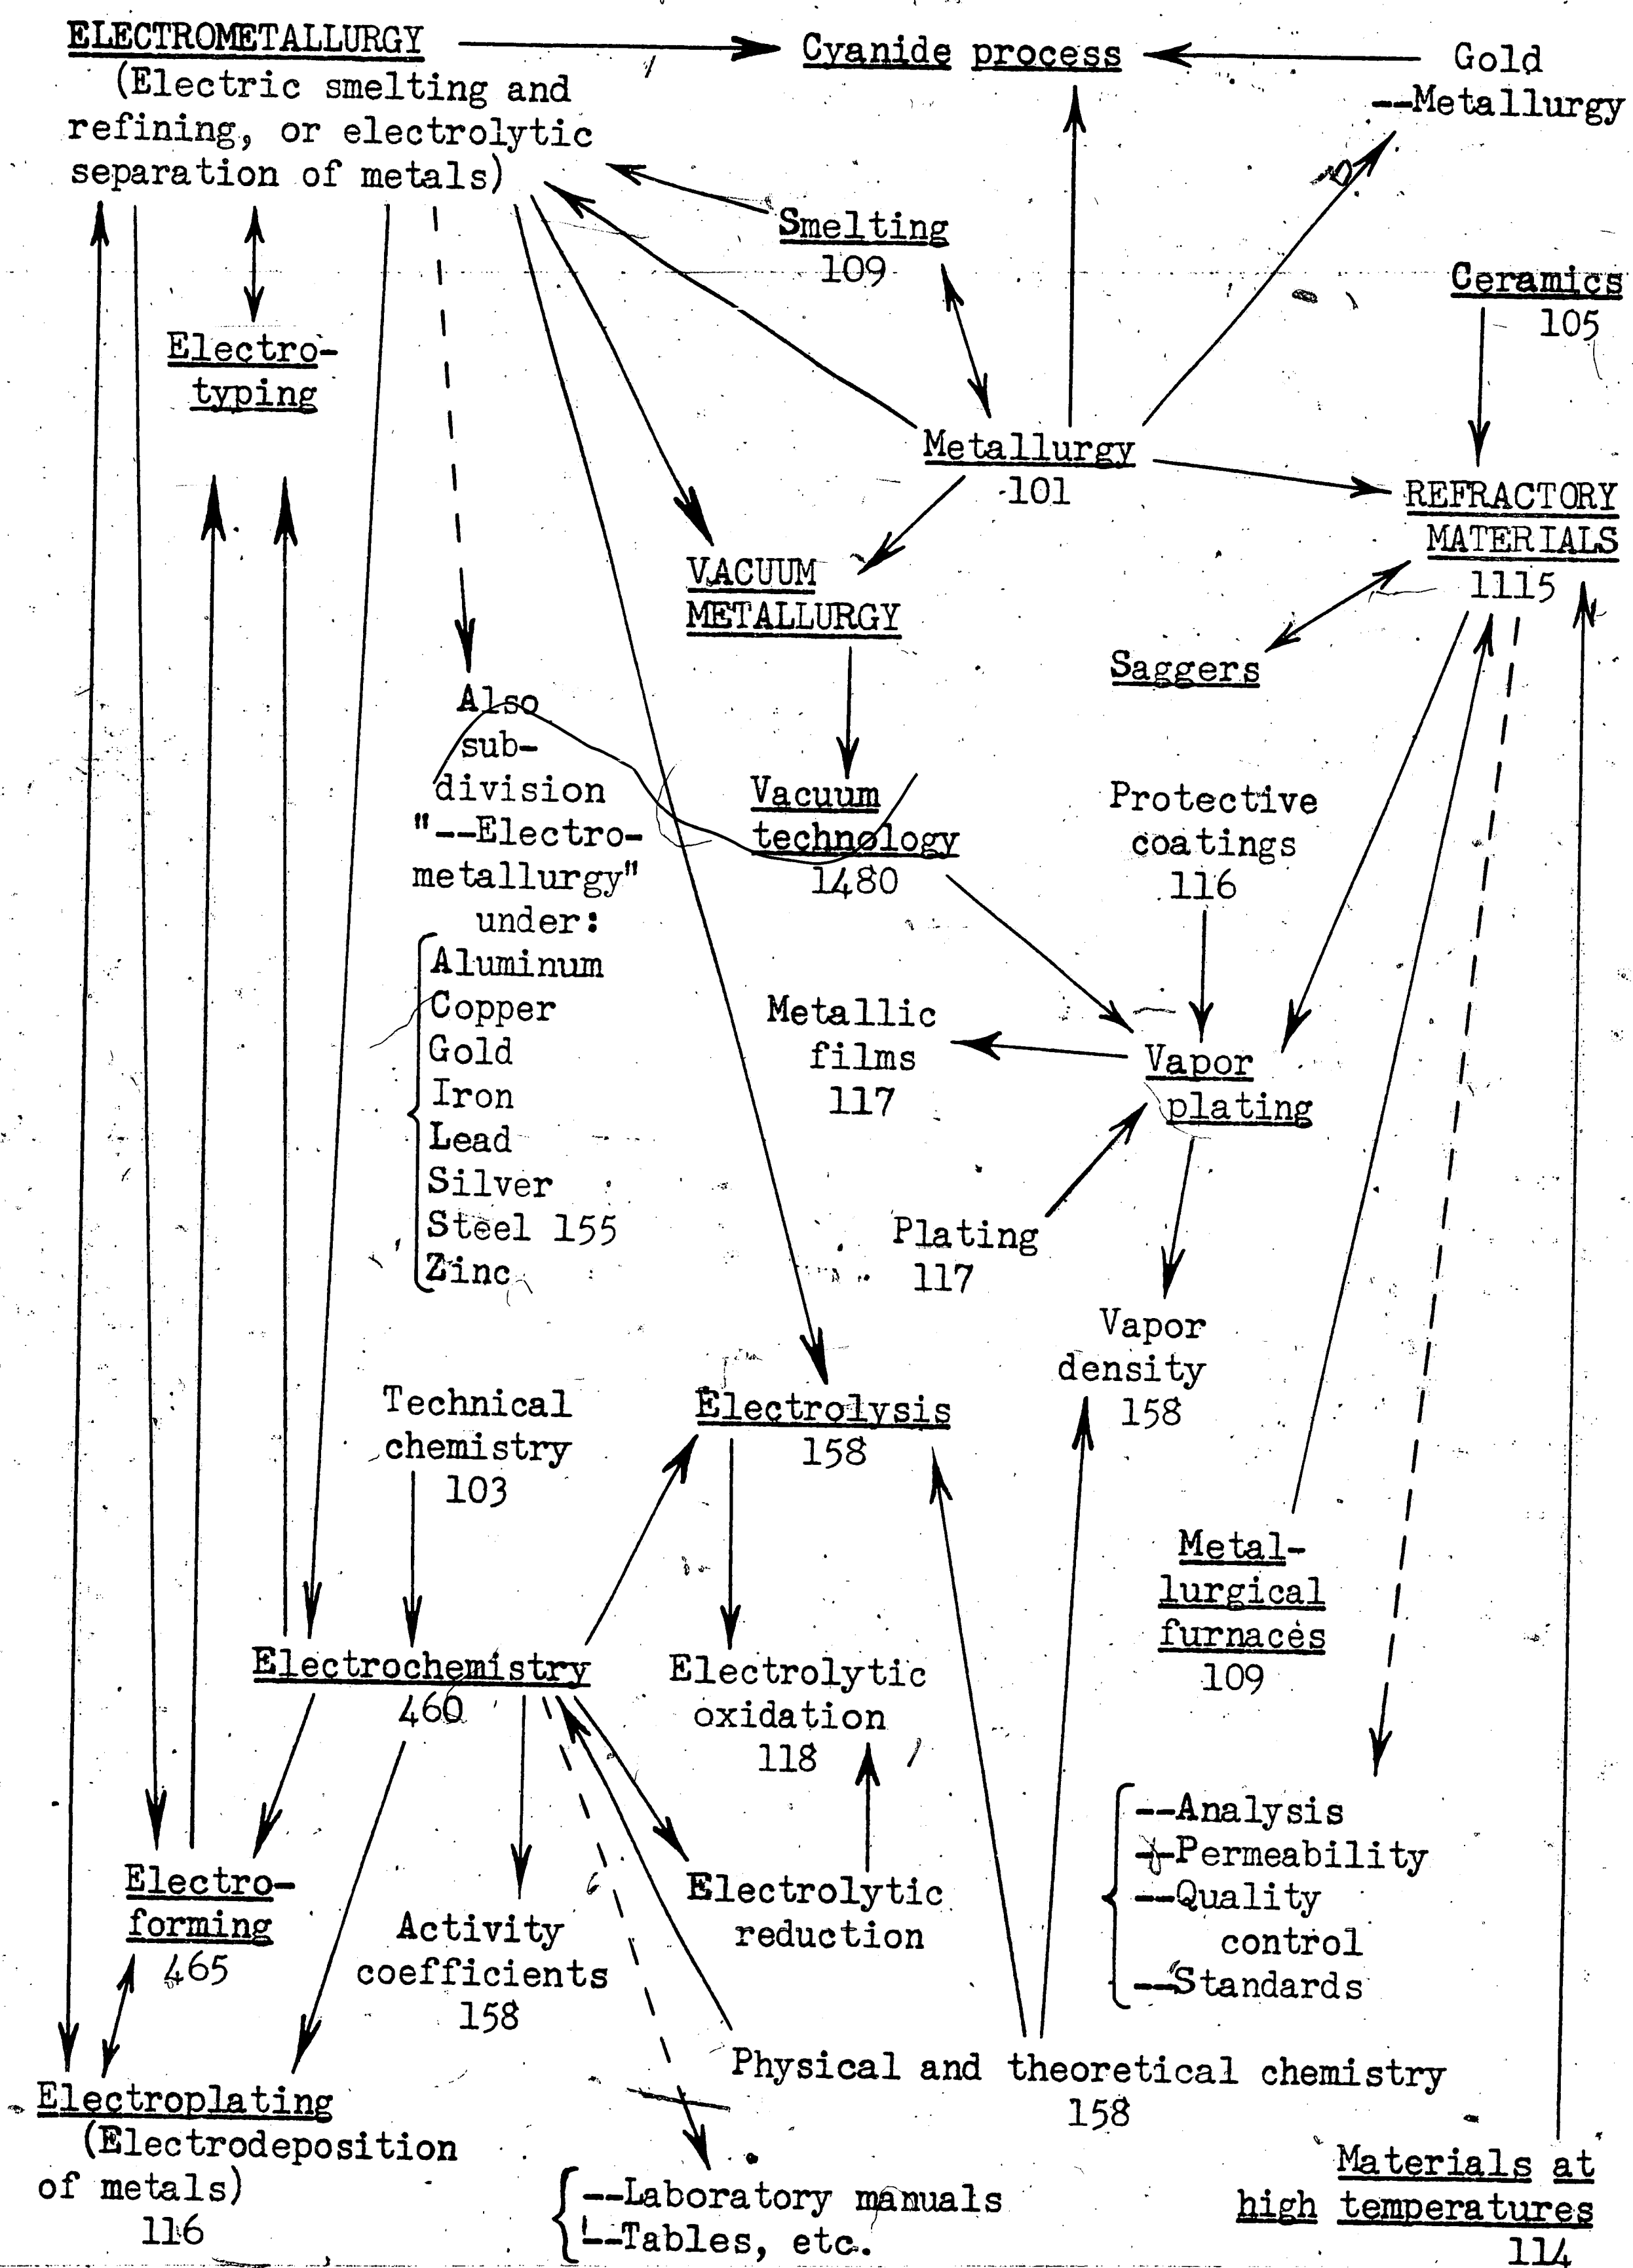 ELECTROMETALLURGY
(Electric smelting and
refining, or electrolytic
separation of metals)
Cyanide process
Gold
--Metallurgy
Smelting
109
Ceramics
105
Electro-
typing
Metallurgy
101
REFRACTORY
MATERIALS
1115
VACUUM
METALLURGY
Saggers
Also
sub-
division
"--Electro-
metallurgy"
under:
Aluminum
Copper
Gold
Iron
Lead
Silver
Steel 155
Zinc
Vacuum
technology
1480
Protective
coatings
116
Metallic
films
117
Vapor
plating
Plating
117
Vapor
density
158
Technical
chemistry
103
Electrolysis
158
Metal-
lurgical
furnaces
109
Electrochemistry
460
Electrolytic
oxidation
118
--Analysis
--Permeability
--Quality
control
--Standards
Electro-
forming
465
Activity
coefficients
158
Electrolytic
reduction
Physical and theoretical chemistry
158
Electroplating
(Electrodeposition
of metals)
116
--Laboratory manuals
--Tables, etc.
Materials at
high temperatures
114